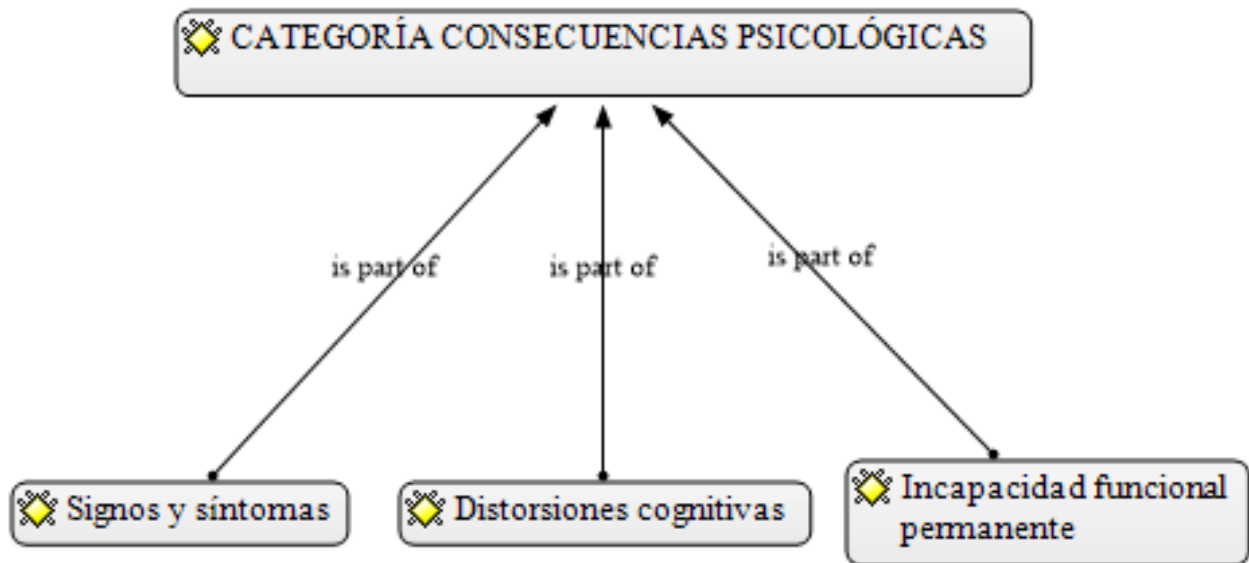 CATEGORÍA CONSECUENCIAS PSICOLÓGICAS
is part of
is part of
is part of
Signos y síntomas
Distorsiones cognitivas
Incapacidad funcional
permanente